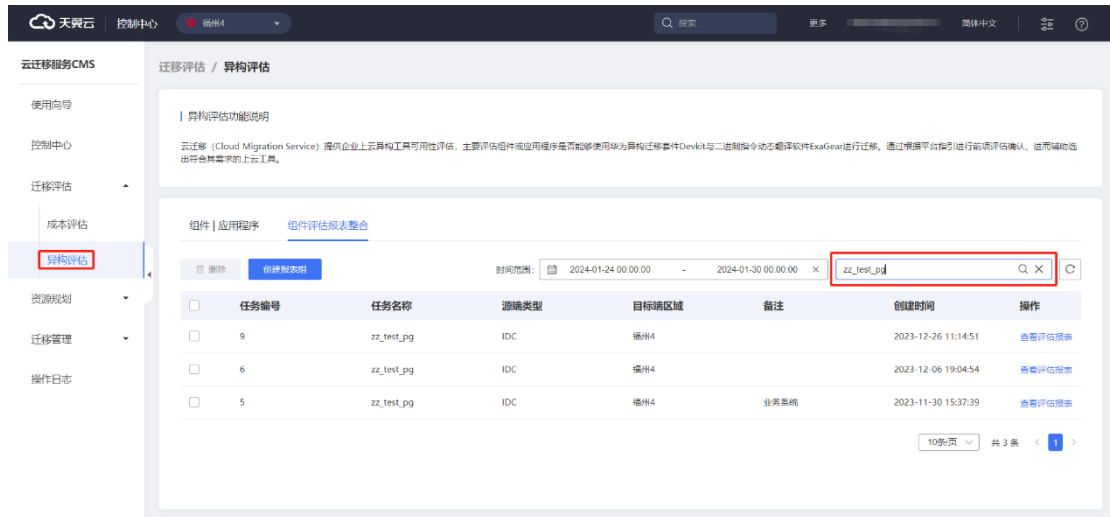 天翼云 控制中心 福州4 搜索... 更多 简体中文
云迁移服务CMS
使用向导
控制中心
迁移评估
成本评估
异构评估
资源规划
迁移管理
操作日志
迁移评估 / 异构评估
异构评估功能说明
云迁移（Cloud Migration Service）提供企业上云异构工具可用性评估，主要评估组件或应用程序是否能够使用华为异构迁移套件Devkit与二进制指令动态翻译软件ExaGear进行迁移。通过根据平台指引进行前项评估确认，进而辅助选
出符合其需求的上云工具。
组件 | 应用程序 组件评估报表整合
删除 创建报表组 时间范围： 2024-01-24 00:00:00 - 2024-01-30 00:00:00 zz_test_pg
任务编号 任务名称 源端类型 目标端区域 备注 创建时间 操作
9 zz_test_pg IDC 福州4 2023-12-26 11:14:51 查看评估报表
6 zz_test_pg IDC 福州4 2023-12-06 19:04:54 查看评估报表
5 zz_test_pg IDC 福州4 业务系统 2023-11-30 15:37:39 查看评估报表
10条/页 共 3 条 1